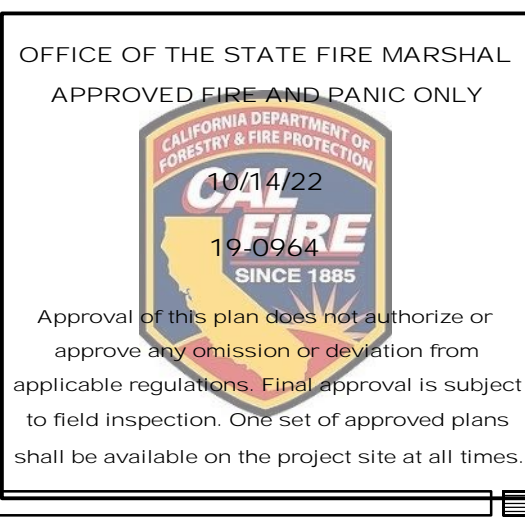 OFFICE OF THE STATE FIRE MARSHAL
APPROVED FIRE AND PANIC ONLY
CALIFORNIA DEPARTMENT OF
FORESTRY & FIRE PROTECTION
10/14/22
CAL
19-0964
FIRE
SINCE 1885
Approval of this plan does not authorize or
approve any omission or deviation from
applicable regulations. Final approval is subject
to field inspection. One set of approved plans
shall be available on the project site at all times.